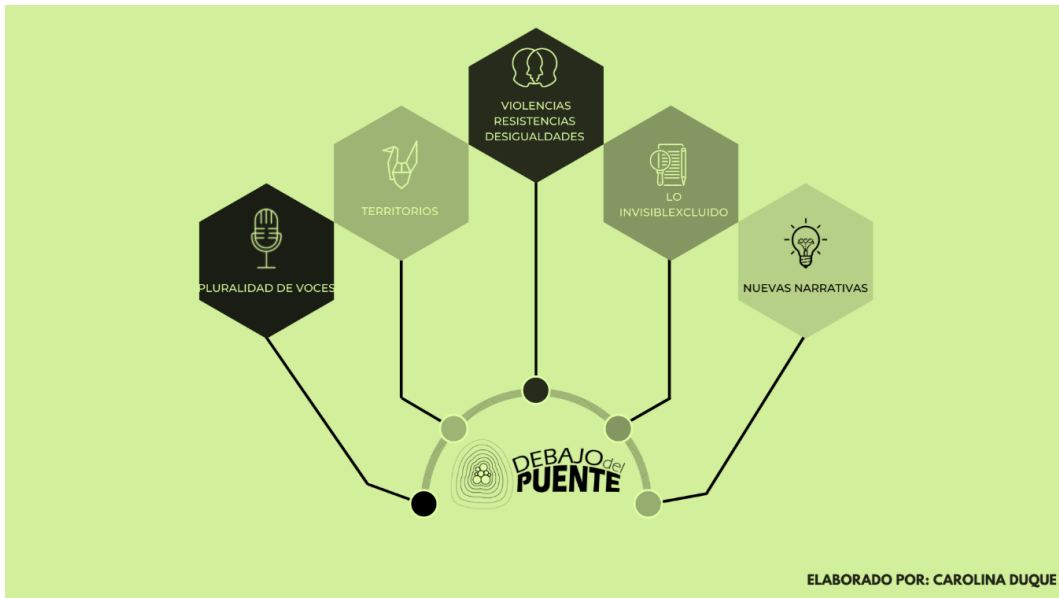 VIOLENCIAS
RESISTENCIAS
DESIGUALDADES
TERRITORIOS
LO
INVISIBLEXCLUIDO
PLURALIDAD DE VOCES
NUEVAS NARRATIVAS
DEBAJO del
PUENTE
ELABORADO POR: CAROLINA DUQUE